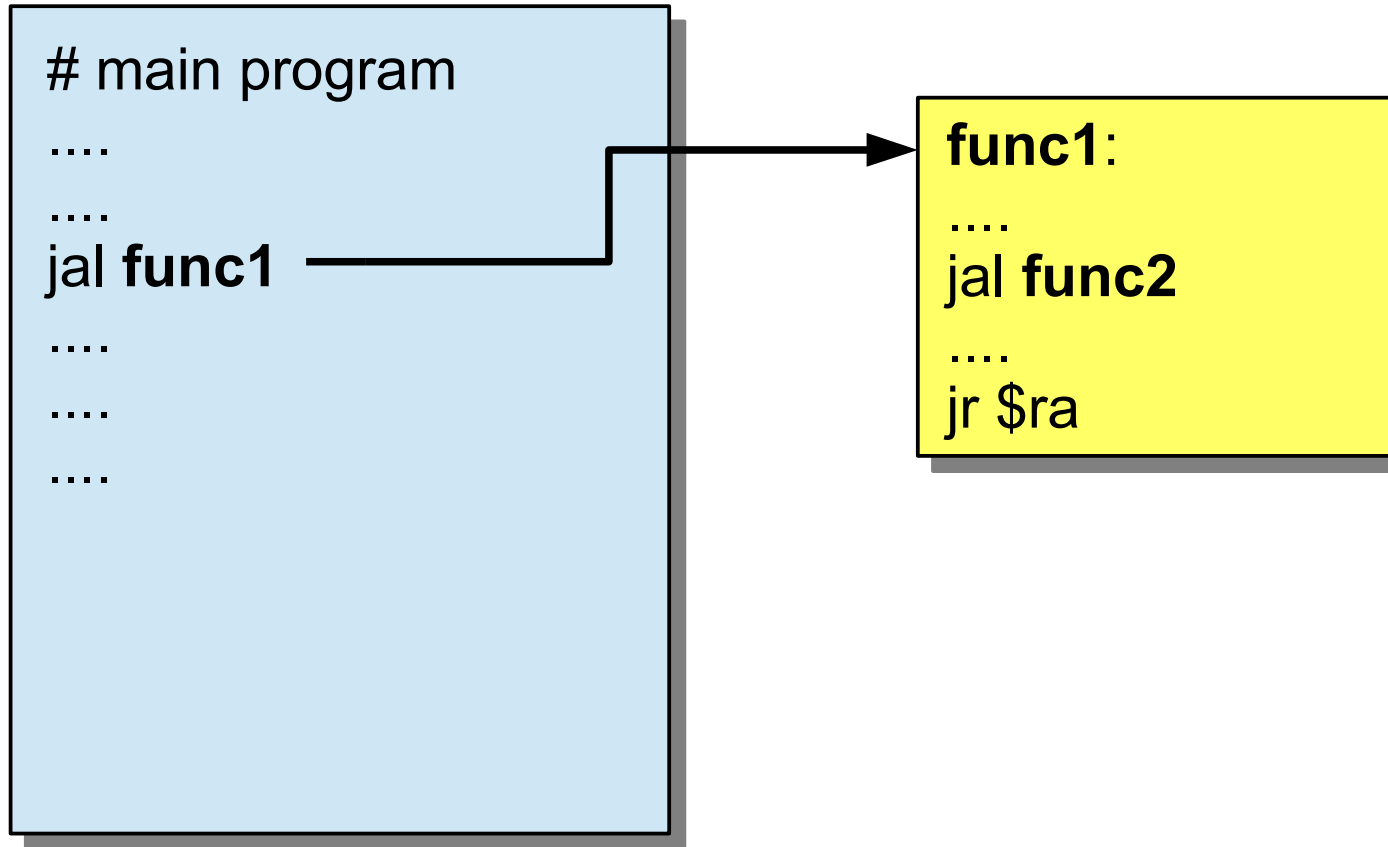 # main program
....
....
jal func1
....
....
....
func1:
....
jal func2
....
jr $ra